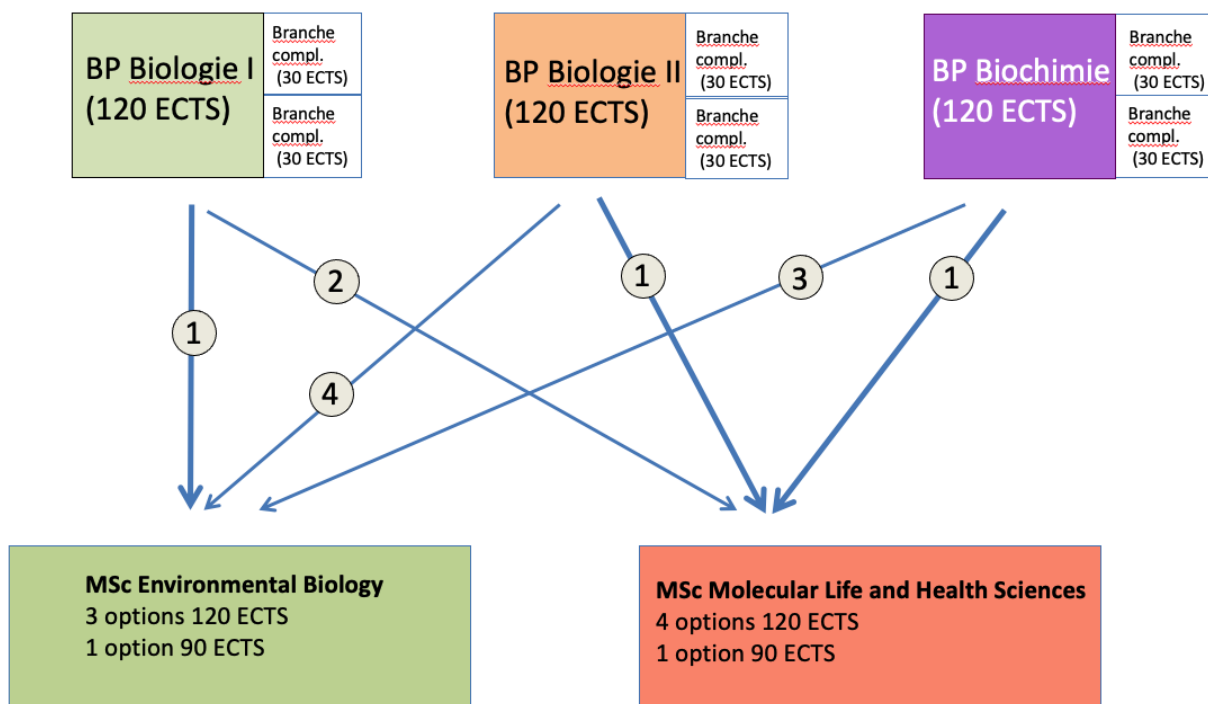 BP Biologie I
(120 ECTS)
Branche
compl.
(30 ECTS)
Branche
compl.
(30 ECTS)
BP Biologie II
(120 ECTS)
Branche
compl.
(30 ECTS)
Branche
compl.
(30 ECTS)
BP Biochimie
(120 ECTS)
Branche
compl.
(30 ECTS)
Branche
compl.
(30 ECTS)
1
2
4
1
3
1
MSc Environmental Biology
3 options 120 ECTS
1 option 90 ECTS
MSc Molecular Life and Health Sciences
4 options 120 ECTS
1 option 90 ECTS